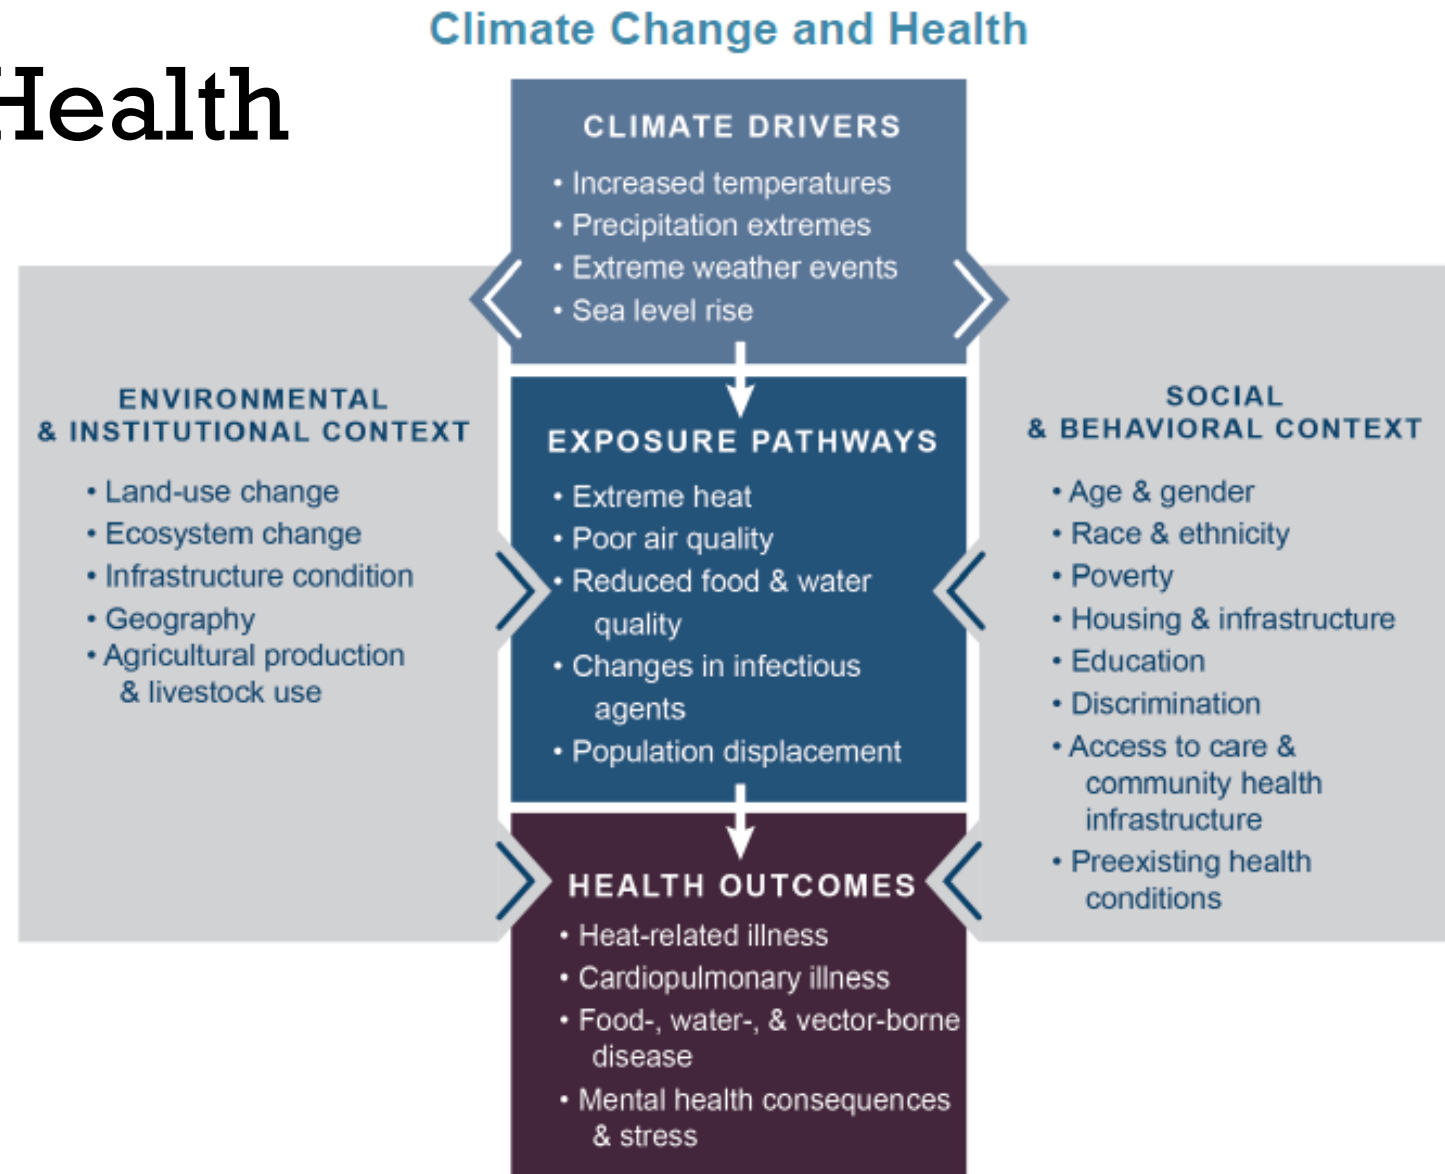 Climate Change and Health
Health
CLIMATE DRIVERS
• Increased temperatures
• Precipitation extremes
• Extreme weather events
• Sea level rise
ENVIRONMENTAL
& INSTITUTIONAL CONTEXT
• Land-use change
• Ecosystem change
• Infrastructure condition
• Geography
• Agricultural production
& livestock use
EXPOSURE PATHWAYS
• Extreme heat
• Poor air quality
• Reduced food & water
quality
• Changes in infectious
agents
• Population displacement
SOCIAL
& BEHAVIORAL CONTEXT
• Age & gender
• Race & ethnicity
• Poverty
• Housing & infrastructure
• Education
• Discrimination
• Access to care &
community health
infrastructure
• Preexisting health
conditions
HEALTH OUTCOMES
• Heat-related illness
• Cardiopulmonary illness
• Food-, water-, & vector-borne
disease
• Mental health consequences
& stress